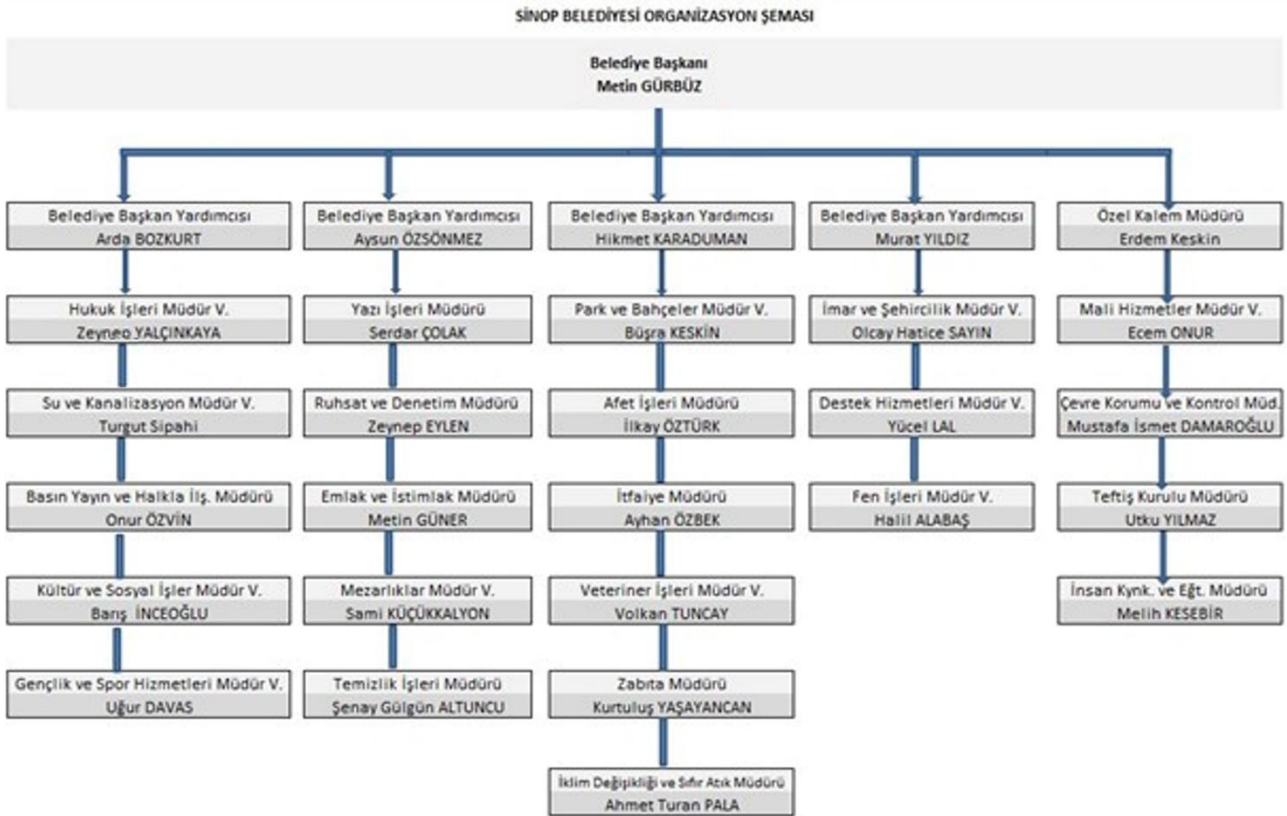 SİNOP BELEDİYESİ ORGANİZASYON ŞEMASI
Belediye Başkanı
Metin GÜRBÜZ
Belediye Başkan Yardımcısı
Arda BOZKURT
Hukuk İşleri Müdür V.
Zeynep YALÇINKAYA
Su ve Kanalizasyon Müdür V.
Turgut Sipahi
Basın Yayın ve Halkla İlş. Müdürü
Onur ÖZVİN
Kültür ve Sosyal İşler Müdür V.
Barış İNCEOĞLU
Gençlik ve Spor Hizmetleri Müdür V.
Uğur DAVAS
Belediye Başkan Yardımcısı
Aysun ÖZSÖNMEZ
Yazı İşleri Müdürü
Serdar ÇOLAK
Ruhsat ve Denetim Müdürü
Zeynep EYLEN
Emlak ve İstimlak Müdürü
Metin GÜNER
Mezarlıklar Müdür V.
Sami KÜÇÜKKALYON
Temizlik İşleri Müdürü
Şenay Gülgün ALTUNCU
Belediye Başkan Yardımcısı
Hikmet KARADUMAN
Park ve Bahçeler Müdür V.
Büşra KESKİN
Afet İşleri Müdürü
İlkay ÖZTÜRK
İtfaiye Müdürü
Ayhan ÖZBEK
Veteriner İşleri Müdür V.
Volkan TUNCAY
Zabıta Müdürü
Kurtuluş YAŞAYANCAN
İklim Değişikliği ve Sıfır Atık Müdürü
Ahmet Turan PALA
Belediye Başkan Yardımcısı
Murat YILDIZ
İmar ve Şehircilik Müdür V.
Olcay Hatice SAYIN
Destek Hizmetleri Müdür V.
Yücel LAL
Fen İşleri Müdür V.
Halil ALABAŞ
Özel Kalem Müdürü
Erdem Keskin
Mali Hizmetler Müdür V.
Ecem ONUR
Çevre Korumu ve Kontrol Müd.
Mustafa İsmet DAMAROĞLU
Teftiş Kurulu Müdürü
Utku YILMAZ
İnsan Kynk. ve Eğt. Müdürü
Melih KESEBİR